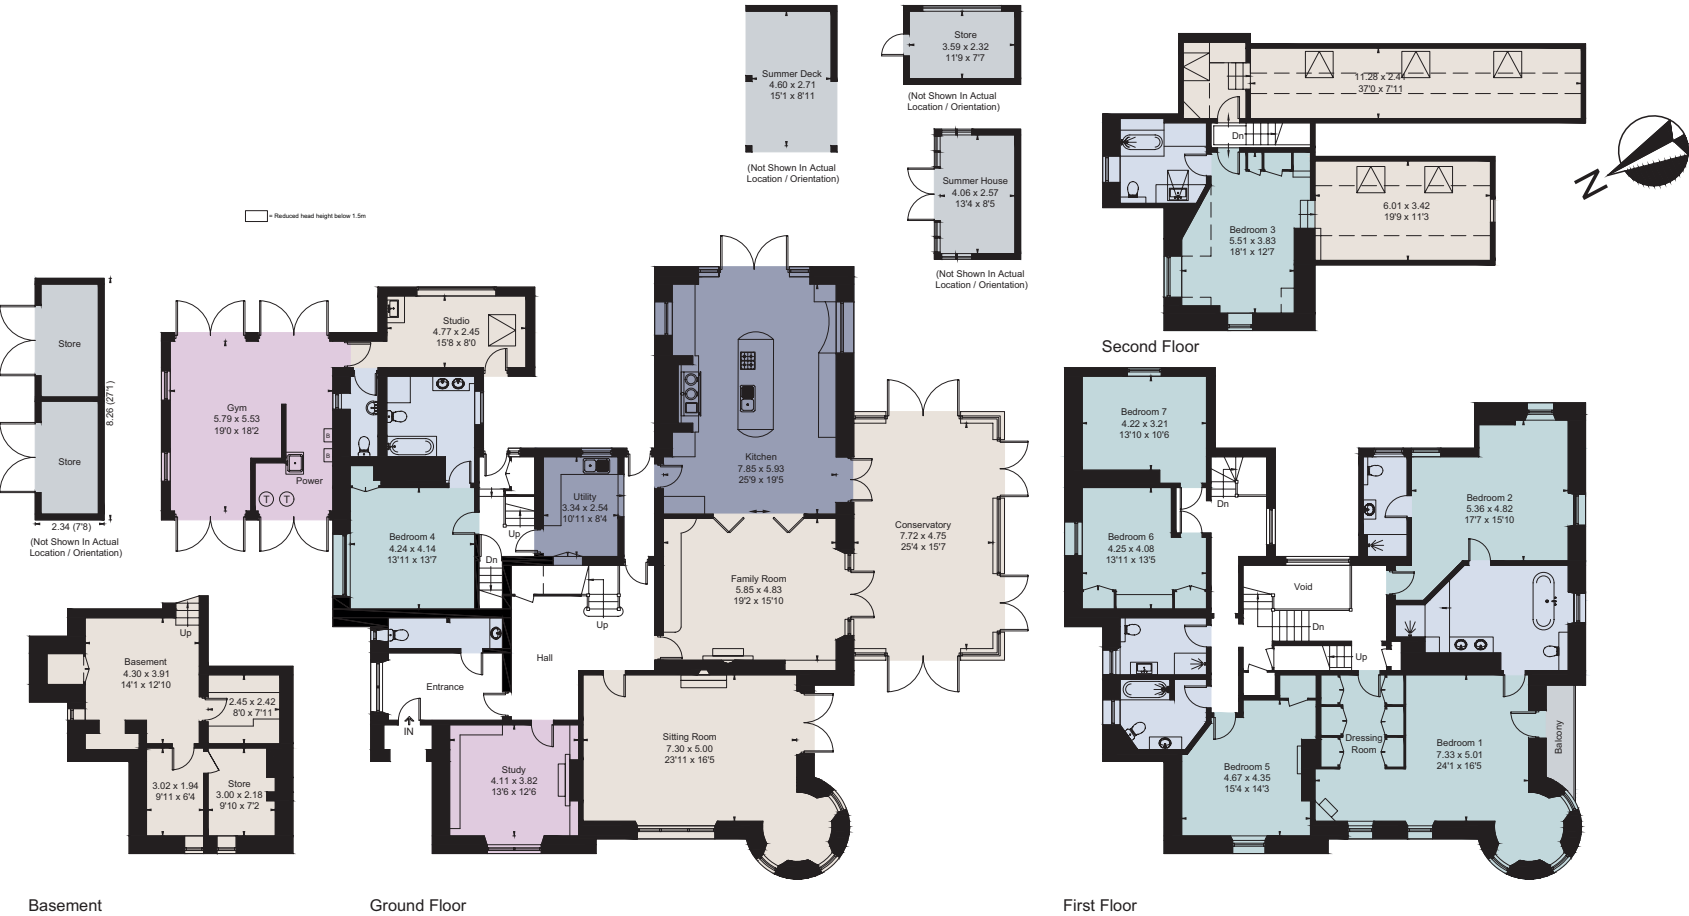 Summer Deck
4.60 x 2.71
15'1 x 8'11
(Not Shown In Actual
Location / Orientation)
Store
3.59 x 2.32
11'9 x 7'7
(Not Shown In Actual
Location / Orientation)
Summer House
4.06 x 2.57
13'4 x 8'5
(Not Shown In Actual
Location / Orientation)
11.28 x 2.41
37'0 x 7'11
Dn
6.01 x 3.42
19'9 x 11'3
Bedroom 3
5.51 x 3.83
18'1 x 12'7
Second Floor
N
= Reduced head height below 1.5m
Store
Store
8.26 (27'1)
2.34 (7'8)
(Not Shown In Actual
Location / Orientation)
Gym
5.79 x 5.53
19'0 x 18'2
B
B
Power
T
T
Studio
4.77 x 2.45
15'8 x 8'0
Bedroom 4
4.24 x 4.14
13'11 x 13'7
Up
Dn
Utility
3.34 x 2.54
10'11 x 8'4
Kitchen
7.85 x 5.93
25'9 x 19'5
Conservatory
7.72 x 4.75
25'4 x 15'7
Family Room
5.85 x 4.83
19'2 x 15'10
Up
Hall
Entrance
IN
Study
4.11 x 3.82
13'6 x 12'6
Sitting Room
7.30 x 5.00
23'11 x 16'5
Ground Floor
Up
Basement
4.30 x 3.91
14'1 x 12'10
2.45 x 2.42
8'0 x 7'11
3.02 x 1.94
9'11 x 6'4
Store
3.00 x 2.18
9'10 x 7'2
Basement
Bedroom 7
4.22 x 3.21
13'10 x 10'6
Dn
Bedroom 6
4.25 x 4.08
13'11 x 13'5
Bedroom 2
5.36 x 4.82
17'7 x 15'10
Void
Dn
Up
Dressing
Room
Bedroom 1
7.33 x 5.01
24'1 x 16'5
Balcony
Bedroom 5
4.67 x 4.35
15'4 x 14'3
First Floor